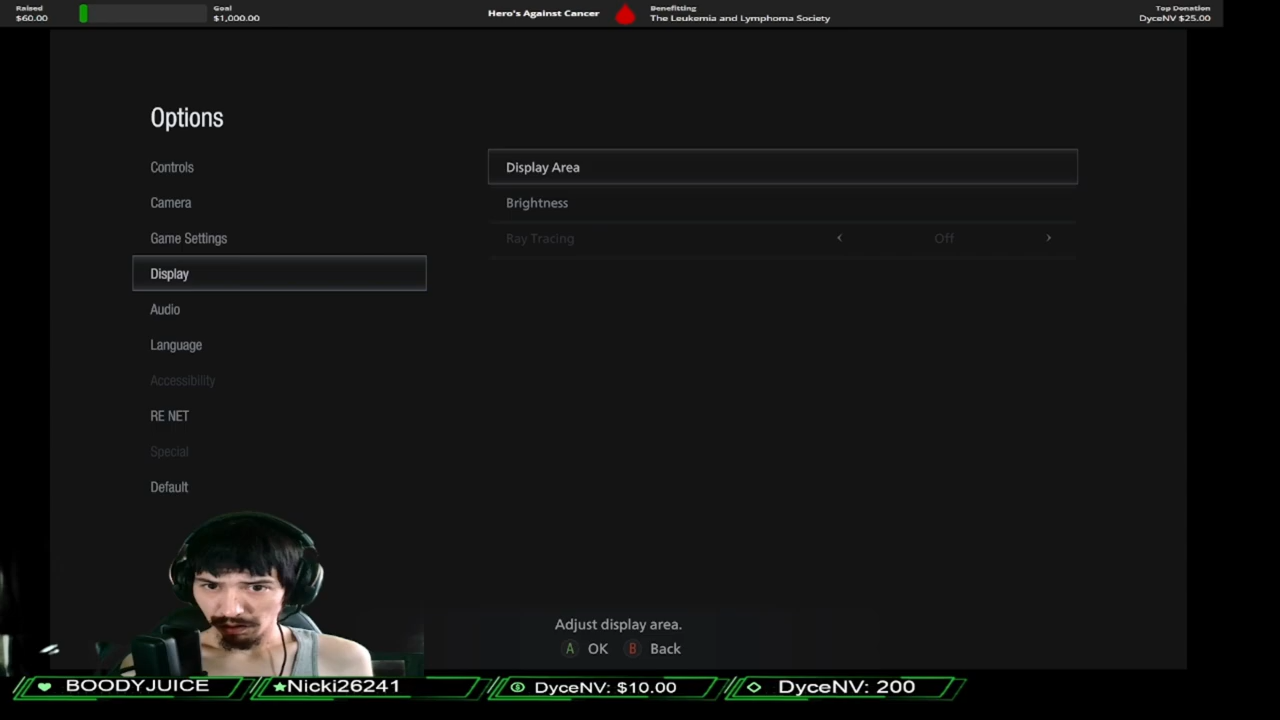 Raised
$60.00
Goal
$1,000.00
Hero's Against Cancer
Benefitting
The Leukemia and Lymphoma Society
Top Donation
DyceNV $25.00
Options
Controls
Camera
Game Settings
Display
Audio
Language
Accessibility
RE NET
Special
Default
Display Area
Brightness
Ray Tracing
Off
Adjust display area.
A OK B Back
BOODYJUICE
Nicki26241
DyceNV: $10.00
DyceNV: 200